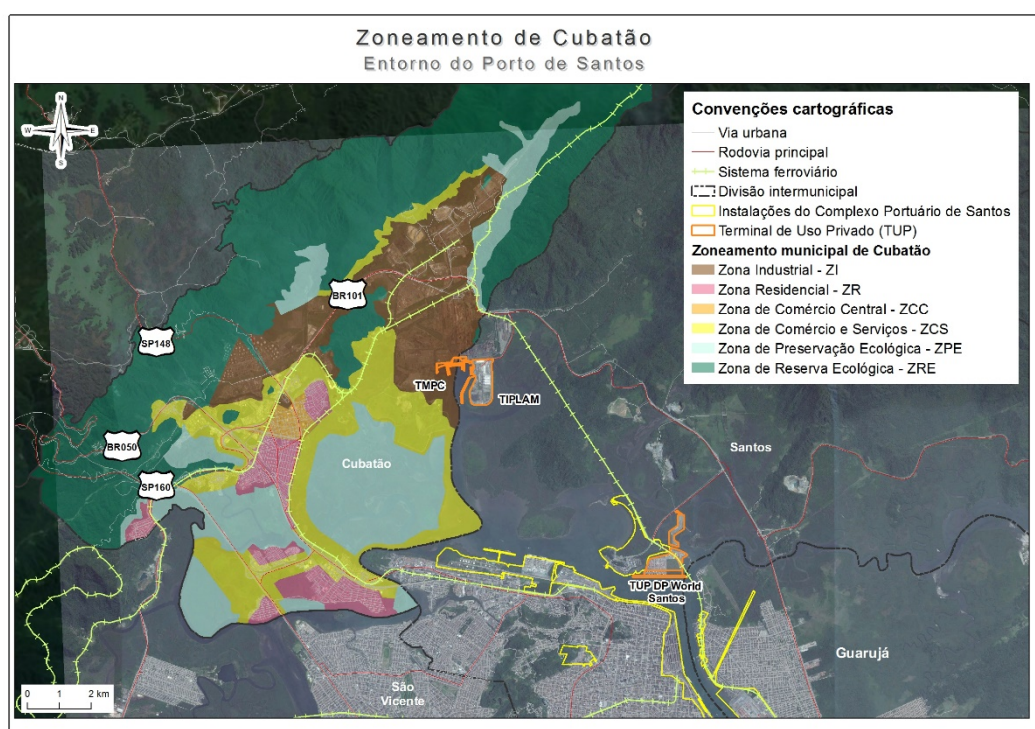 Zoneamento de Cubatão
Entorno do Porto de Santos
N
W E
S
Convenções cartográficas
Via urbana
Rodovia principal
Sistema ferroviário
Divisão intermunicipal
Instalações do Complexo Portuário de Santos
Terminal de Uso Privado (TUP)
Zoneamento municipal de Cubatão
Zona Industrial - ZI
Zona Residencial - ZR
Zona de Comércio Central - ZCC
Zona de Comércio e Serviços - ZCS
Zona de Preservação Ecológica - ZPE
Zona de Reserva Ecológica - ZRE
BR101
SP148
TMPC
TIPLAM
BR050
Santos
Cubatão
SP160
TUP DP World
Santos
Guarujá
São
Vicente
0 1 2 km